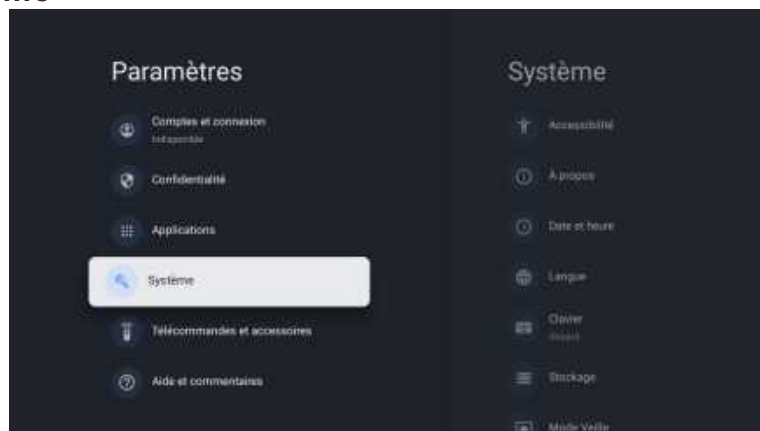 Paramètres
Comptes et connexion
Indisponible
Confidentialité
Applications
Système
Télécommandes et accessoires
Aide et commentaires
Système
Accessibilité
À propos
Date et heure
Langue
Clavier
Stockage
Mode Veille